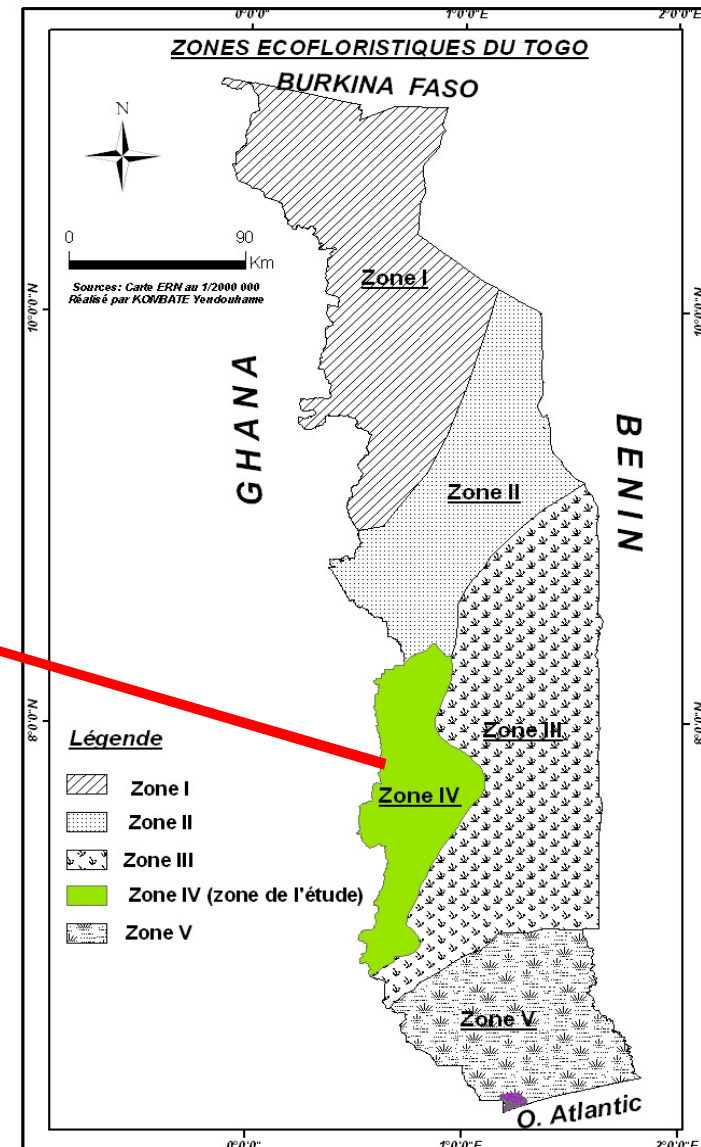 0°0'0" 1°0'0"E 2°0'0"E
ZONES ECOFLORISTIQUES DU TOGO
BURKINA FASO
N
0 90
Km
Sources: Carte ERN au 1/2000 000
Réalisé par KOMBATE Yendouhame
10°0'0"N 10°0'0"N
Zone I
GHANA
BENIN
Zone II
8°0'0"N 8°0'0"N
Zone III
Zone IV
Légende
Zone I
Zone II
Zone III
Zone IV (zone de l'étude)
Zone V
Zone V
O. Atlantic
0°0'0" 1°0'0"E 2°0'0"E